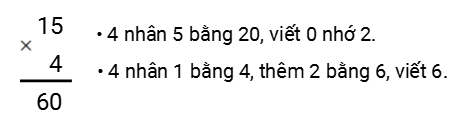 15
×
4
60
• 4 nhân 5 bằng 20, viết 0 nhớ 2.
• 4 nhân 1 bằng 4, thêm 2 bằng 6, viết 6.